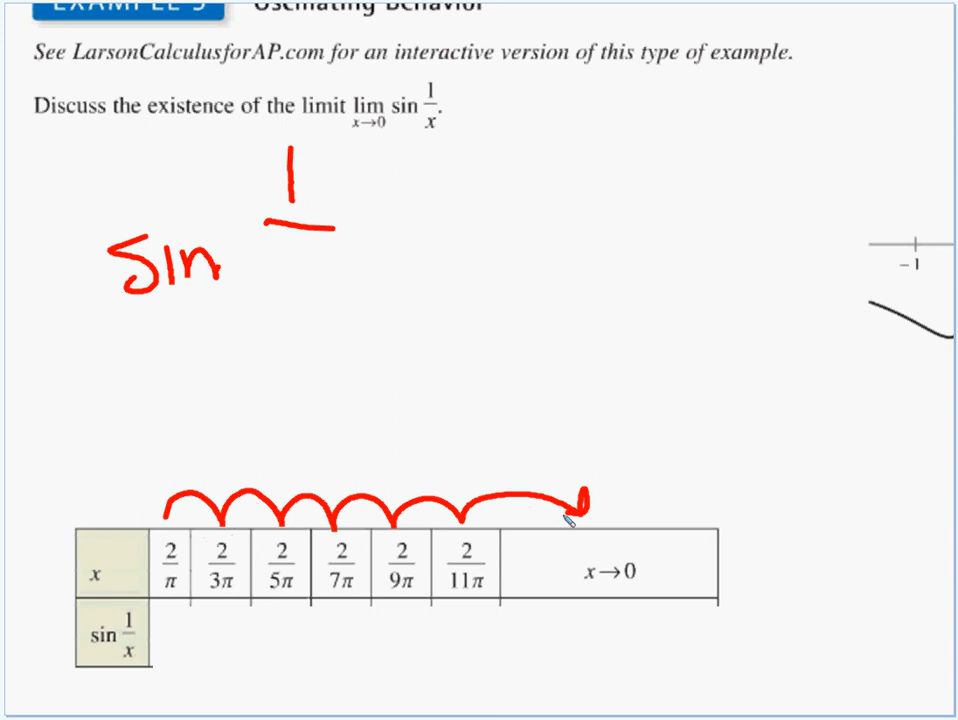 EXAMPLE 5 Oscillating Behavior
See LarsonCalculusforAP.com for an interactive version of this type of example.
Discuss the existence of the limit lim x→0 sin 1/x.
sin 1
−1
x 2/π 2/3π 2/5π 2/7π 2/9π 2/11π x→0
sin 1/x